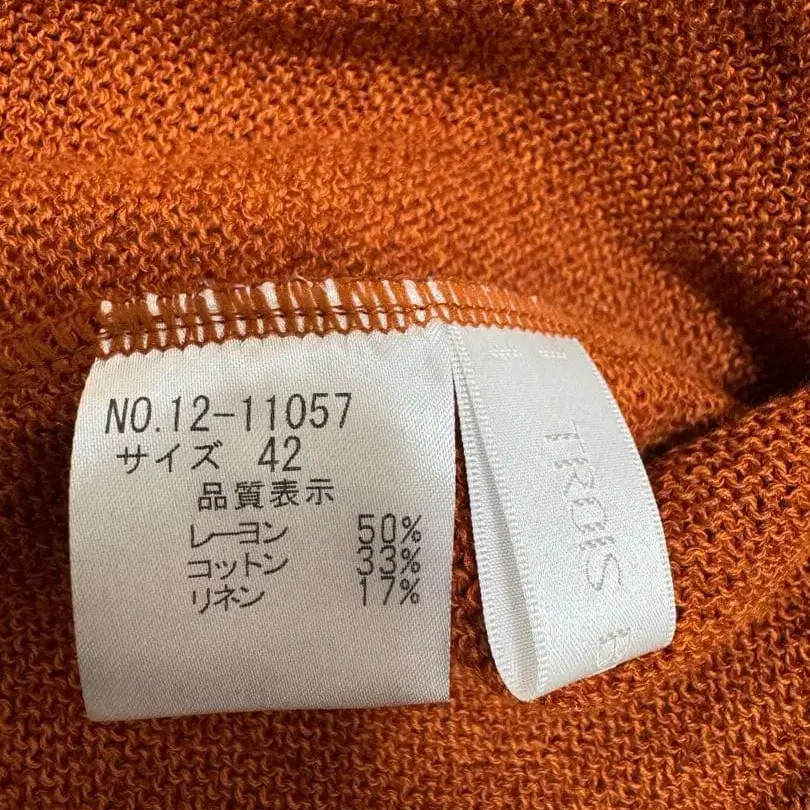 NO.12-11057
サイズ 42
品質表示
レーヨン 50%
コットン 33%
リネン 17%
TROIS